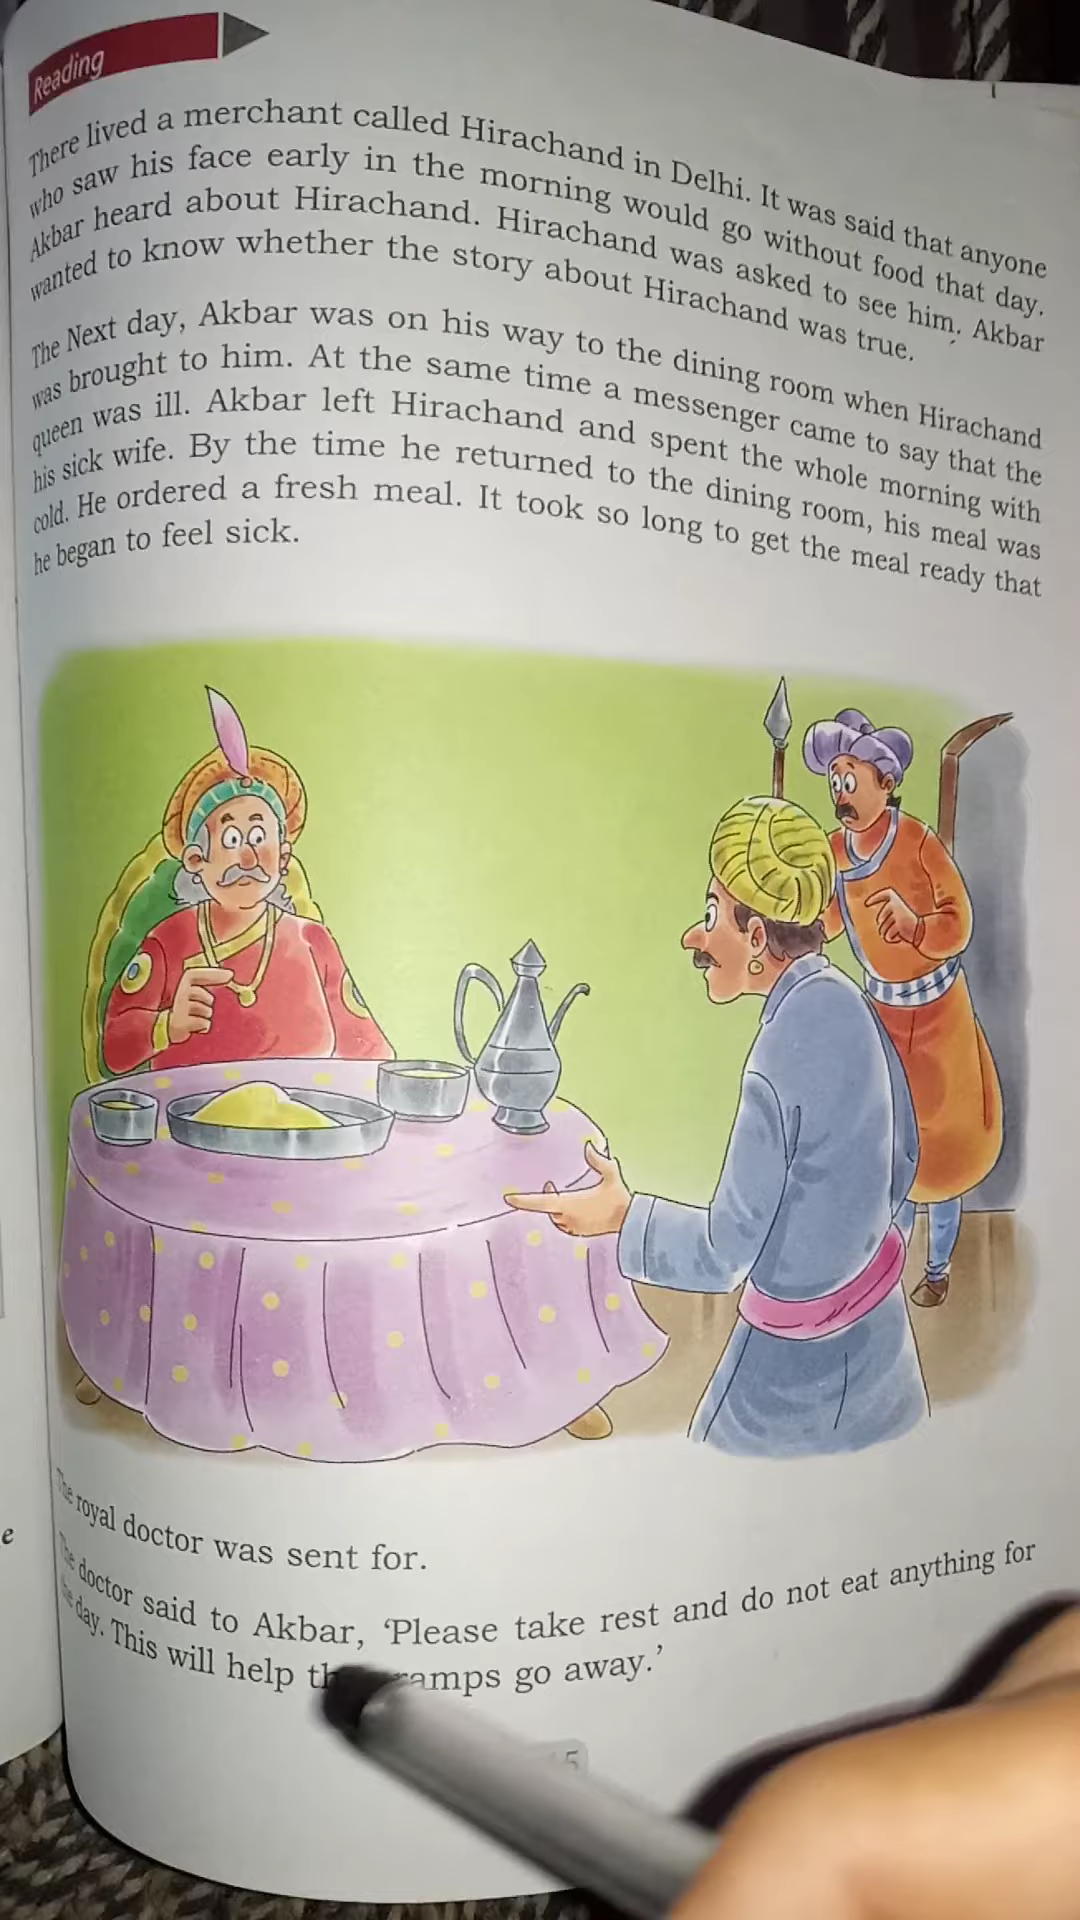 Reading
There lived a merchant called Hirachand in Delhi. It was said that anyone
who saw his face early in the morning would go without food that day.
Akbar heard about Hirachand. Hirachand was asked to see him. Akbar
wanted to know whether the story about Hirachand was true.
The Next day, Akbar was on his way to the dining room when Hirachand
was brought to him. At the same time a messenger came to say that the
queen was ill. Akbar left Hirachand and spent the whole morning with
his sick wife. By the time he returned to the dining room, his meal was
cold. He ordered a fresh meal. It took so long to get the meal ready that
he began to feel sick.
The royal doctor was sent for.
The doctor said to Akbar, ‘Please take rest and do not eat anything for
the day. This will help go away.’
e
5